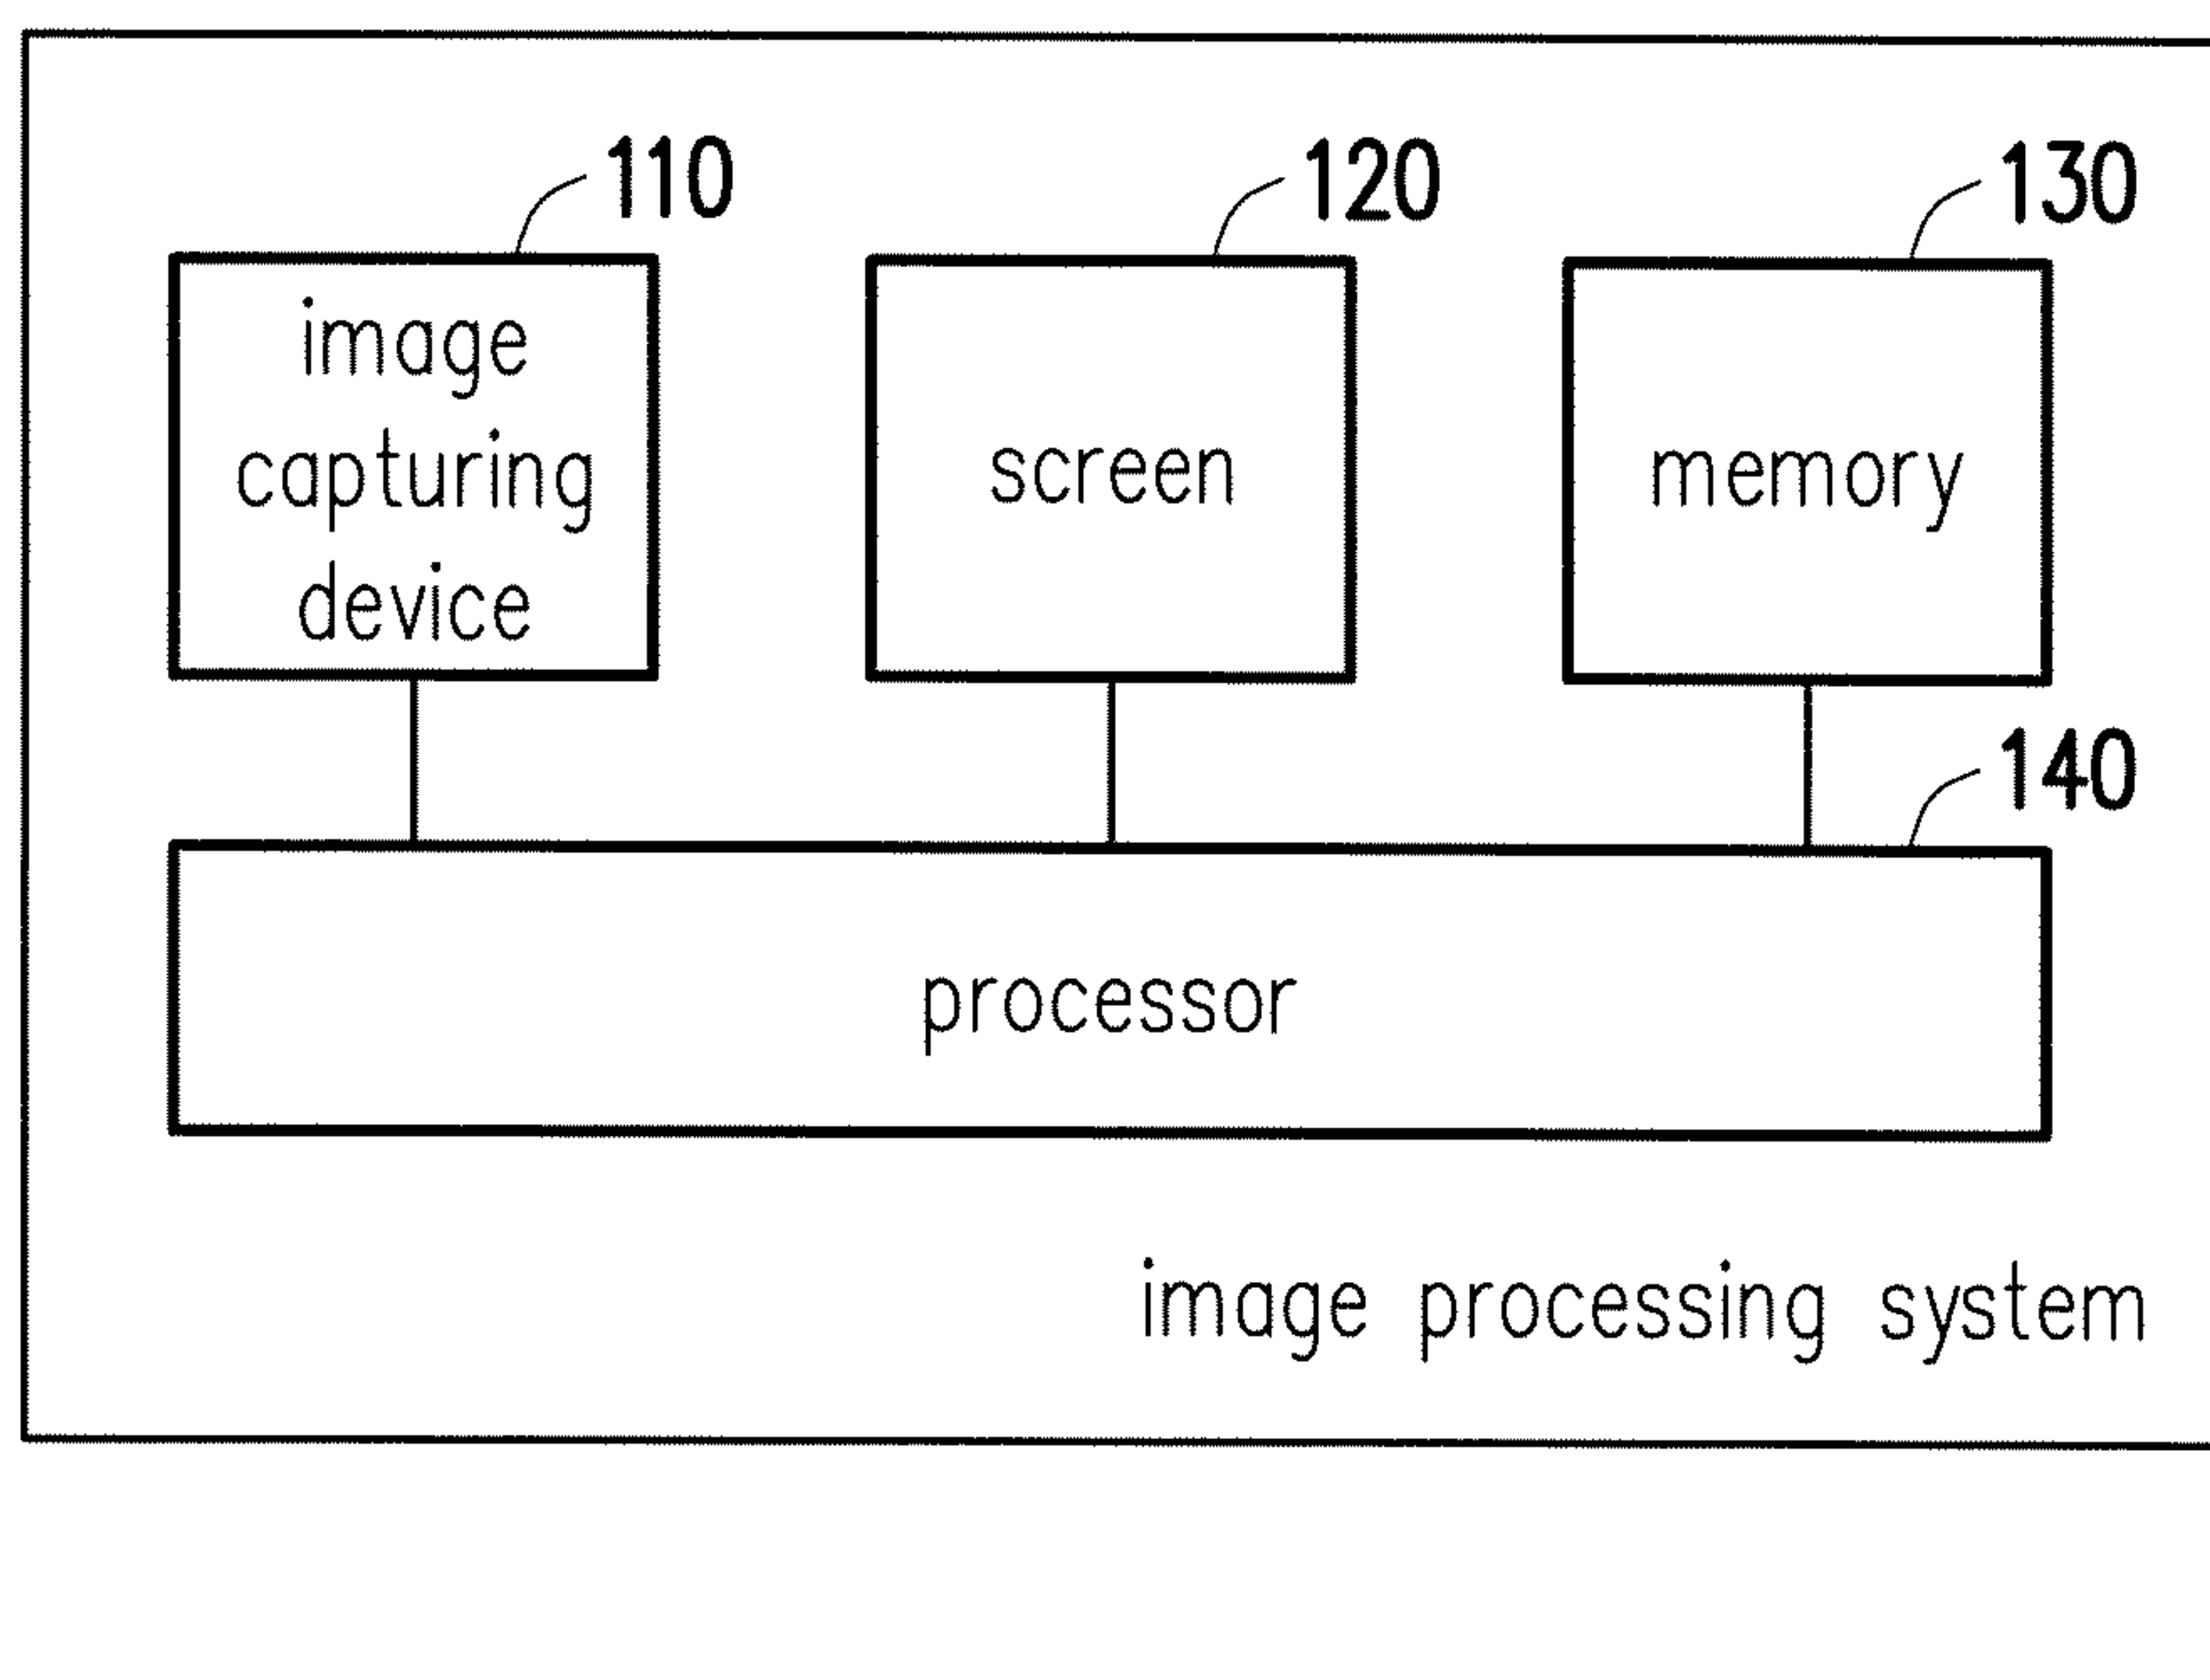 110
120
130
image
capturing
device
screen
memory
140
processor
image processing system